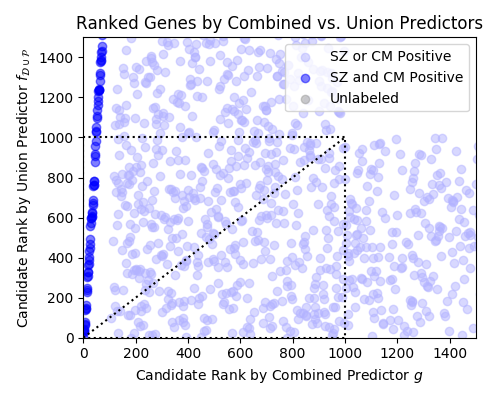 Ranked Genes by Combined vs. Union Predictors
Candidate Rank by Union Predictor f_{D∪P}
1400
1200
1000
800
600
400
200
0
SZ or CM Positive
SZ and CM Positive
Unlabeled
0 200 400 600 800 1000 1200 1400
Candidate Rank by Combined Predictor g